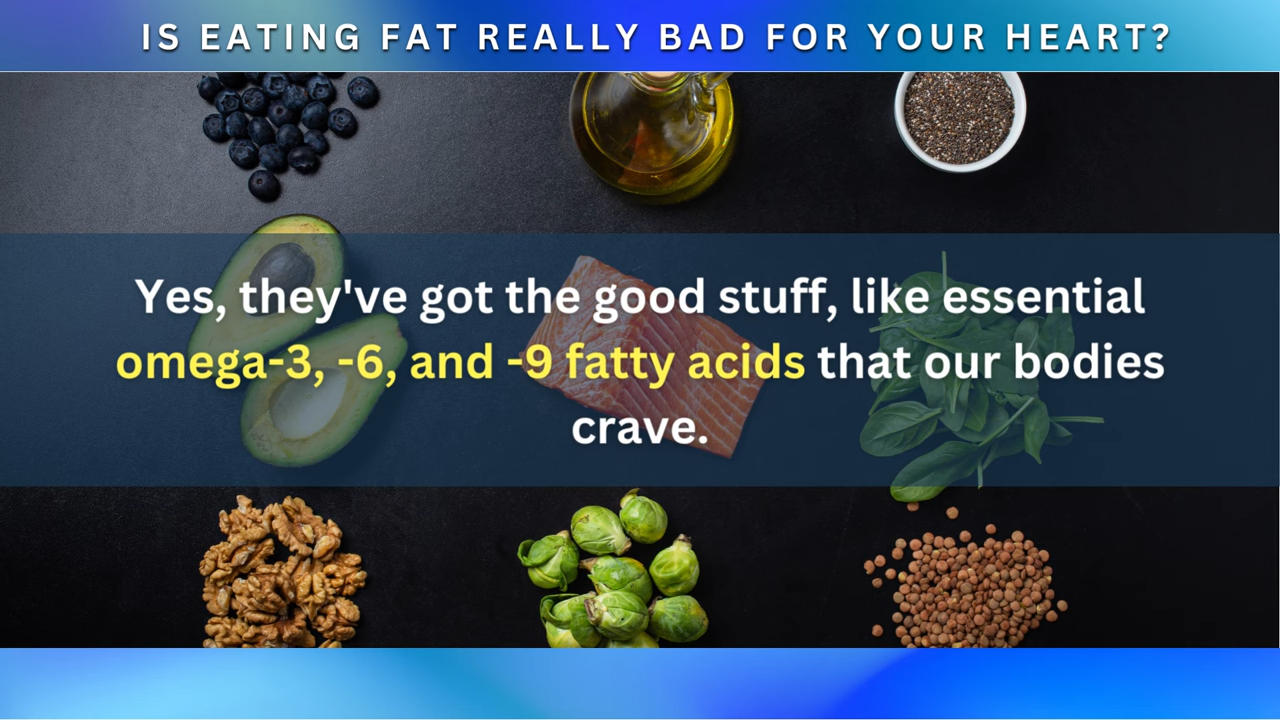 IS EATING FAT REALLY BAD FOR YOUR HEART?
Yes, they've got the good stuff, like essential
omega-3, -6, and -9 fatty acids that our bodies
crave.